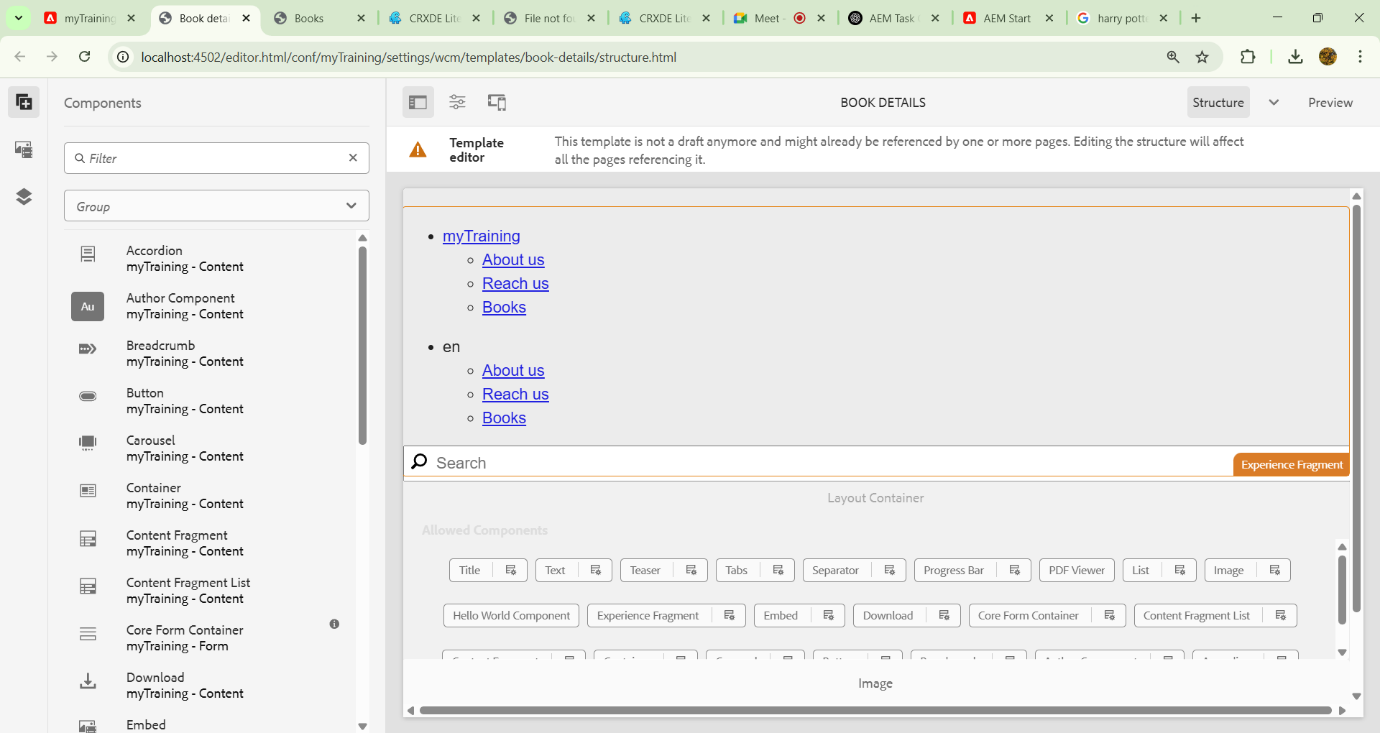 myTraining
Book detai
Books
CRXDE Lite
File not fou
CRXDE Lite
Meet -
AEM Task
AEM Start
harry potte
localhost:4502/editor.html/conf/myTraining/settings/wcm/templates/book-details/structure.html
Components
BOOK DETAILS
Structure
Preview
Filter
Group
Template
editor
This template is not a draft anymore and might already be referenced by one or more pages. Editing the structure will affect
all the pages referencing it.
Accordion
myTraining - Content
Au
Author Component
myTraining - Content
Breadcrumb
myTraining - Content
Button
myTraining - Content
Carousel
myTraining - Content
Container
myTraining - Content
Content Fragment
myTraining - Content
Content Fragment List
myTraining - Content
Core Form Container
myTraining - Form
Download
myTraining - Content
Embed
myTraining
About us
Reach us
Books
en
About us
Reach us
Books
Search
Experience Fragment
Layout Container
Allowed Components
Title
Text
Teaser
Tabs
Separator
Progress Bar
PDF Viewer
List
Image
Hello World Component
Experience Fragment
Embed
Download
Core Form Container
Content Fragment List
Image